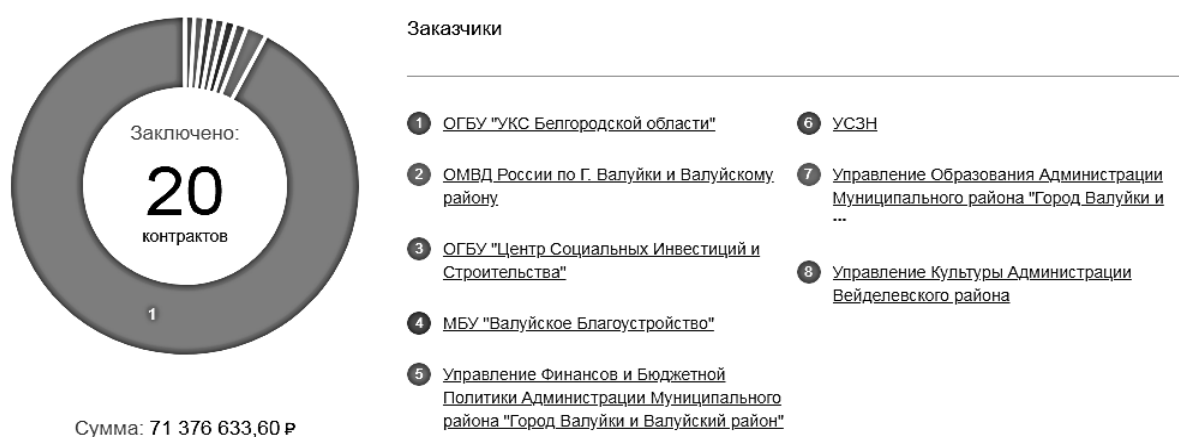 Заказчики
Заключено:
20
контрактов
1
Сумма: 71 376 633,60 ₽
1 ОГБУ "УКС Белгородской области"
2 ОМВД России по Г. Валуйки и Валуйскому
району
3 ОГБУ "Центр Социальных Инвестиций и
Строительства"
4 МБУ "Валуйское Благоустройство"
5 Управление Финансов и Бюджетной
Политики Администрации Муниципального
района "Город Валуйки и Валуйский район"
6 УСЗН
7 Управление Образования Администрации
Муниципального района "Город Валуйки и
...
8 Управление Культуры Администрации
Вейделевского района